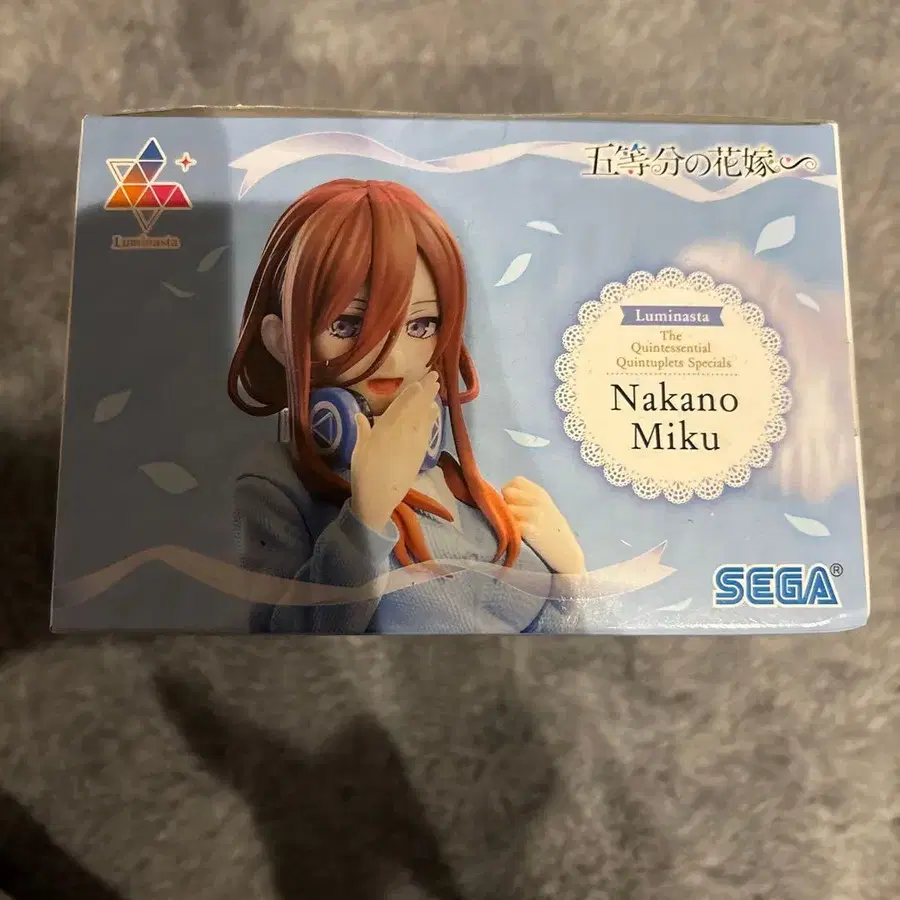 Luminasta
五等分の花嫁∽
Luminasta
The
Quintessential
Quintuplets Specials
Nakano
Miku
SEGA®